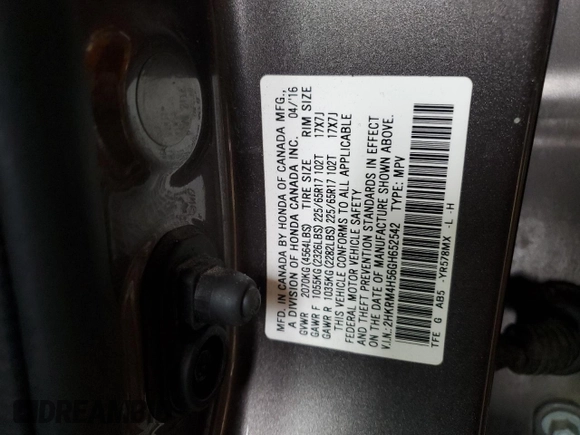 MFD. IN CANADA BY HONDA OF CANADA MFG.,
A DIVISION OF HONDA CANADA INC. 04/'16
GVWR 2070KG(4564LBS) TIRE SIZE RIM SIZE
GAWR F 1055KG(2326LBS) 225/65R17 102T 17X7J
GAWR R 1035KG(2282LBS) 225/65R17 102T 17X7J
THIS VEHICLE CONFORMS TO ALL APPLICABLE
FEDERAL MOTOR VEHICLE SAFETY
AND THEFT PREVENTION STANDARDS IN EFFECT
ON THE DATE OF MANUFACTURE SHOWN ABOVE.
V.I.N.:2HKRM4H56GH652542 TYPE: MPV
TFE G AB5 -YR578MX -L -H